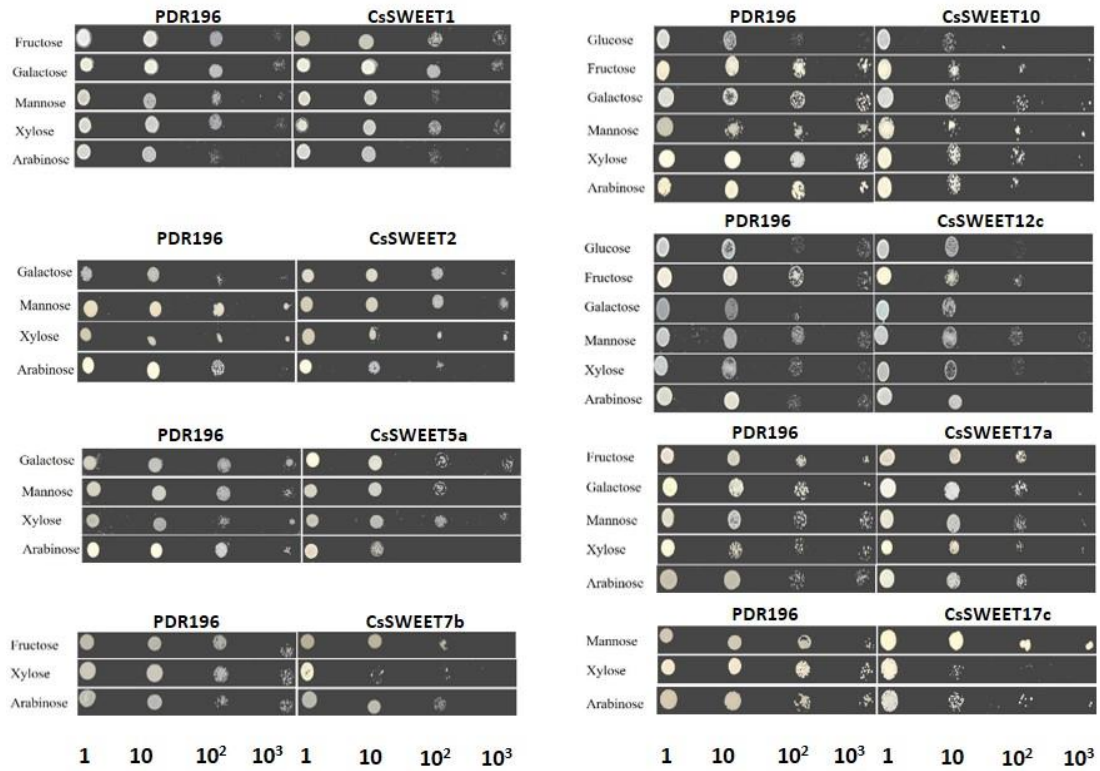 PDR196 CsSWEET1
Fructose
Galactose
Mannose
Xylose
Arabinose
PDR196 CsSWEET2
Galactose
Mannose
Xylose
Arabinose
PDR196 CsSWEET5a
Galactose
Mannose
Xylose
Arabinose
PDR196 CsSWEET7b
Fructose
Xylose
Arabinose
1 10 10² 10³ 1 10 10² 10³
PDR196 CsSWEET10
Glucose
Fructose
Galactose
Mannose
Xylose
Arabinose
PDR196 CsSWEET12c
Glucose
Fructose
Galactose
Mannose
Xylose
Arabinose
PDR196 CsSWEET17a
Fructose
Galactose
Mannose
Xylose
Arabinose
PDR196 CsSWEET17c
Mannose
Xylose
Arabinose
1 10 10² 10³ 1 10 10² 10³